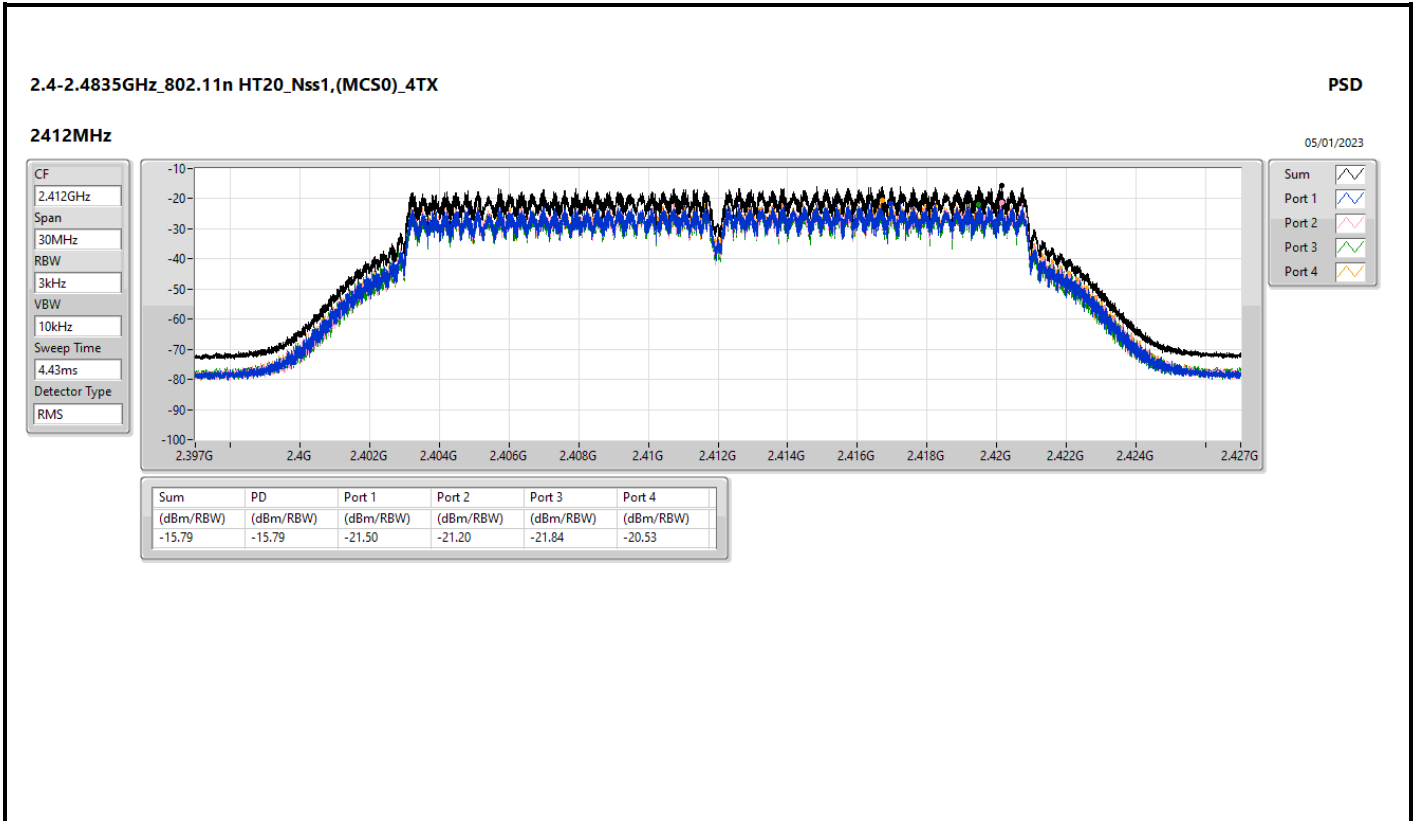 2.4-2.4835GHz_802.11n HT20_Nss1,(MCS0)_4TX
PSD
2412MHz
05/01/2023
CF
2.412GHz
Span
30MHz
RBW
3kHz
VBW
10kHz
Sweep Time
4.43ms
Detector Type
RMS
-10
-20
-30
-40
-50
-60
-70
-80
-90
-100
2.397G 2.4G 2.402G 2.404G 2.406G 2.408G 2.41G 2.412G 2.414G 2.416G 2.418G 2.42G 2.422G 2.424G 2.427G
Sum
Port 1
Port 2
Port 3
Port 4
Sum PD Port 1 Port 2 Port 3 Port 4
(dBm/RBW) (dBm/RBW) (dBm/RBW) (dBm/RBW) (dBm/RBW) (dBm/RBW)
-15.79 -15.79 -21.50 -21.20 -21.84 -20.53